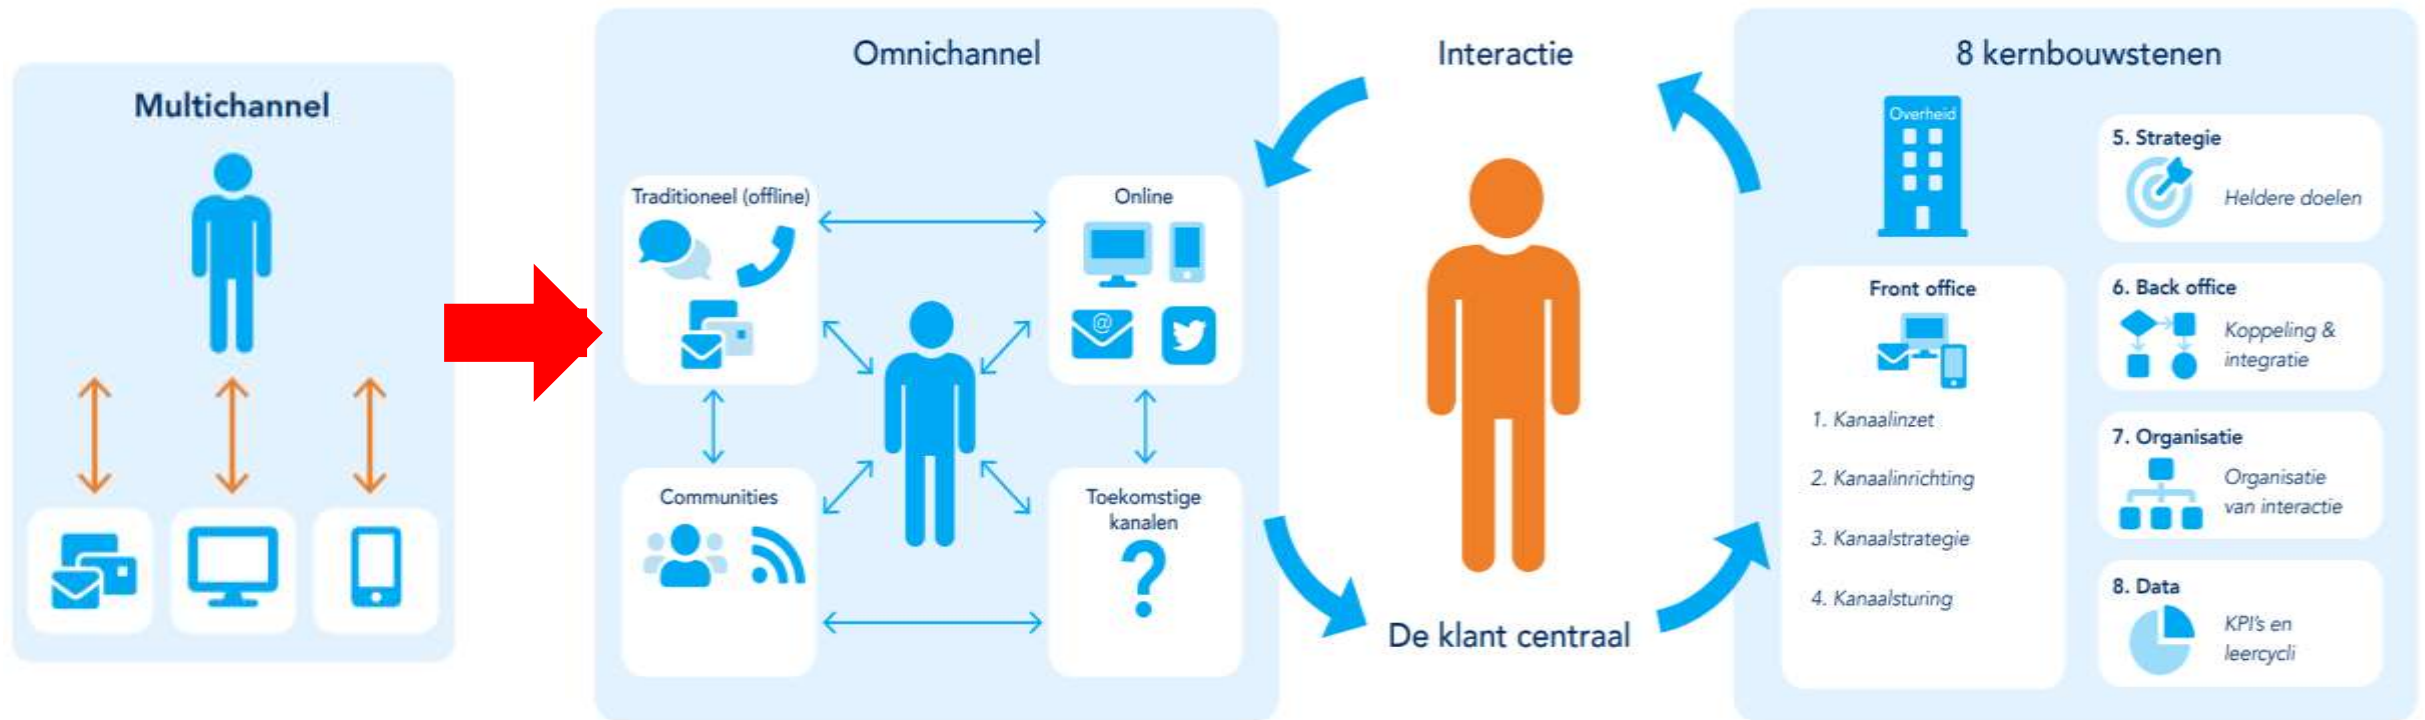 Multichannel
Omnichannel
Traditioneel (offline)
Online
@
Communities
Toekomstige
kanalen
?
Interactie
De klant centraal
8 kernbouwstenen
Overheid
Front office
1. Kanaalinzet
2. Kanaalinrichting
3. Kanaalstrategie
4. Kanaalsturing
5. Strategie
Heldere doelen
6. Back office
Koppeling &
integratie
7. Organisatie
Organisatie
van interactie
8. Data
KPI's en
leercycli